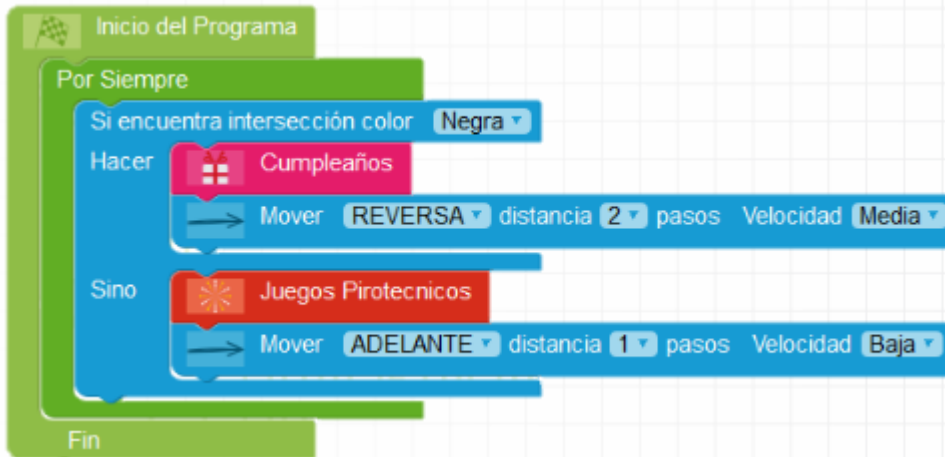 Inicio del Programa
Por Siempre
Si encuentra intersección color Negra
Hacer Cumpleaños
Mover REVERSA distancia 2 pasos Velocidad Media
Sino Juegos Pirotecnicos
Mover ADELANTE distancia 1 pasos Velocidad Baja
Fin